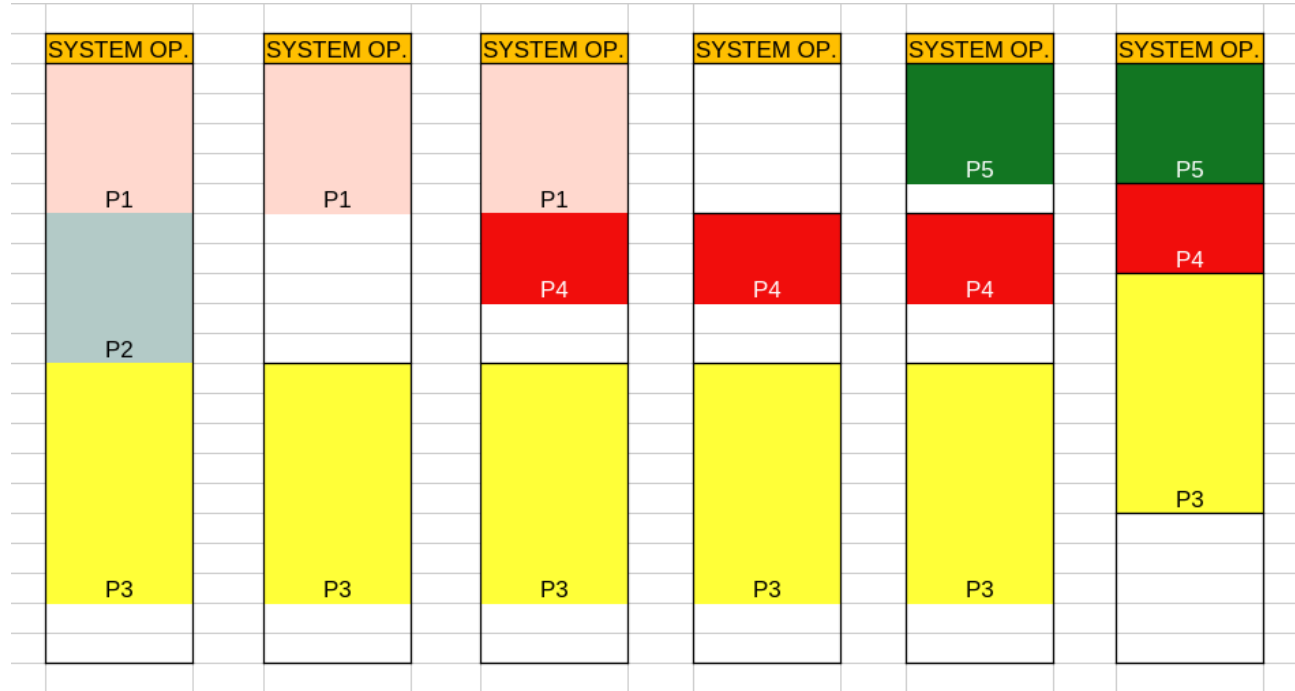 SYSTEM OP. SYSTEM OP. SYSTEM OP. SYSTEM OP. SYSTEM OP. SYSTEM OP.
P5 P5
P1 P1 P1
P4
P4 P4 P4
P2
P3
P3 P3 P3 P3 P3